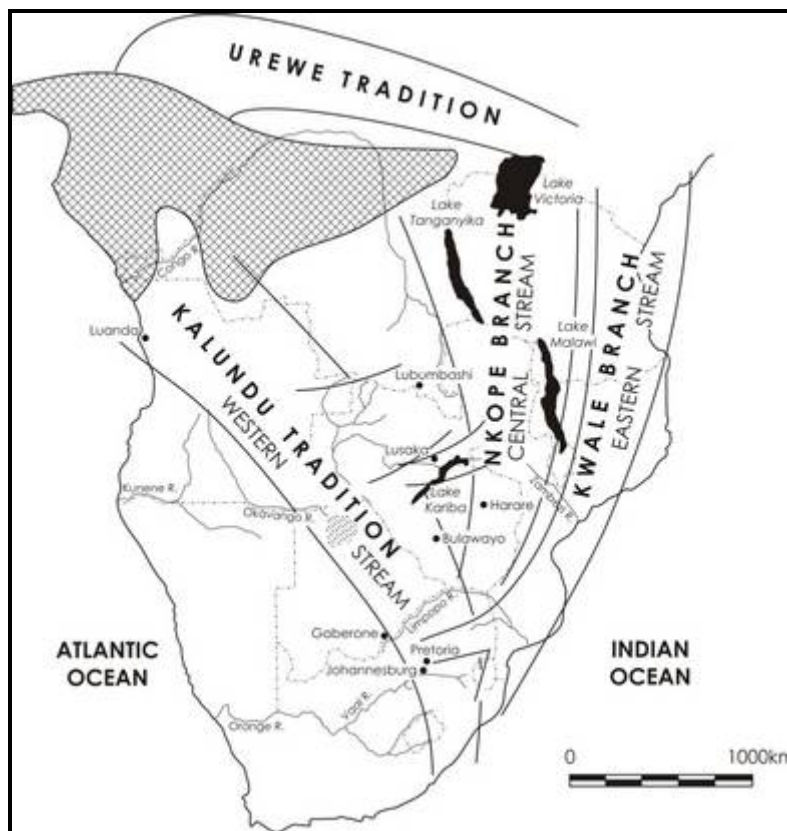 UREWE TRADITION
Lake
Victoria
Lake
Tanganyika
Congo R.
NKOPE BRANCH
CENTRAL STREAM
KWALE BRANCH
EASTERN STREAM
Luanda
KALUNDU TRADITION
WESTERN STREAM
Lake
Malawi
Lubumbashi
Lusaka
Lake
Kariba
Harare
Zambezi R.
Kunene R.
Okavango R.
Bulawayo
Limpopo R.
Gaberone
Pretoria
Johannesburg
ATLANTIC
OCEAN
INDIAN
OCEAN
Vaal R.
Orange R.
0 1000km